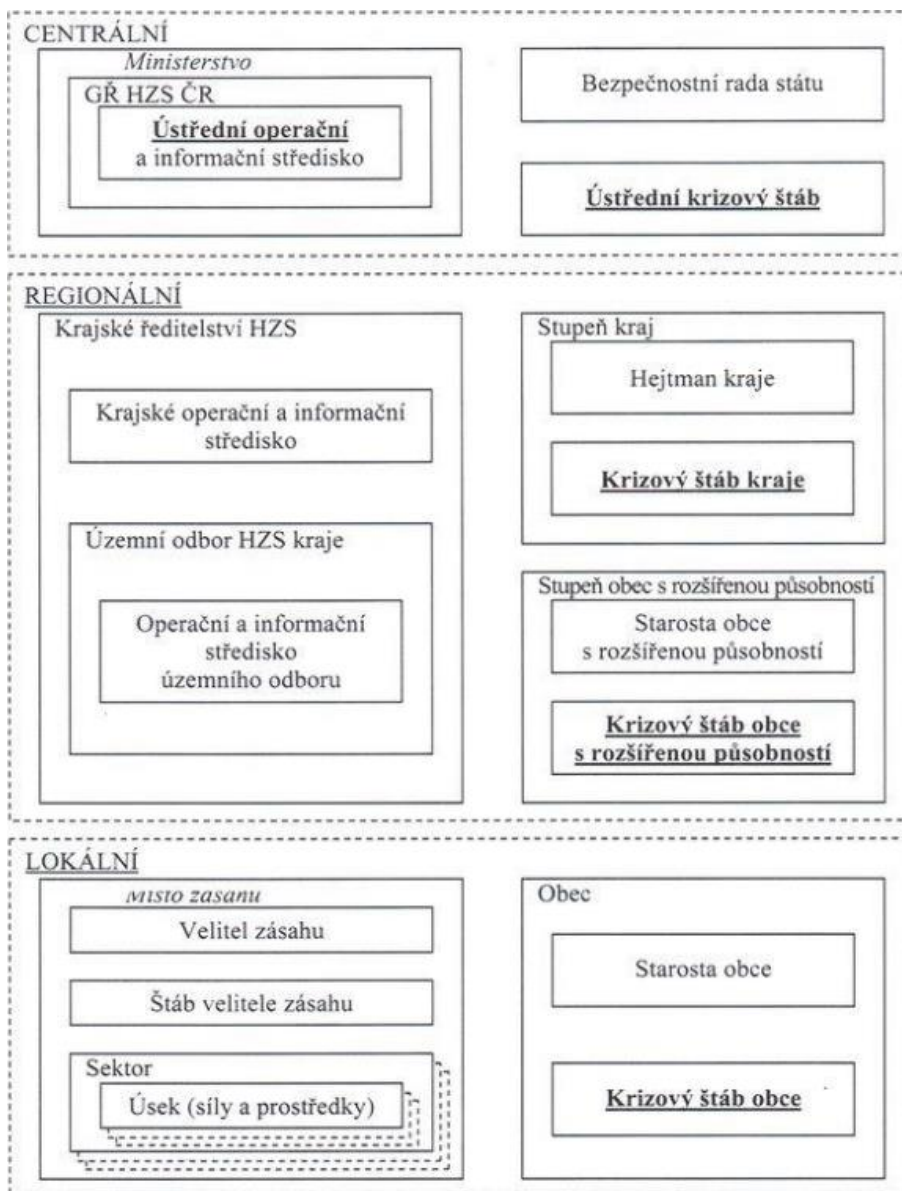 CENTRÁLNÍ
Ministerstvo
GŘ HZS ČR
Ústřední operační
a informační středisko
Bezpečnostní rada státu
Ústřední krizový štáb
REGIONÁLNÍ
Krajské ředitelství HZS
Krajské operační a informační
středisko
Územní odbor HZS kraje
Operační a informační
středisko
územního odboru
Stupeň kraj
Hejtman kraje
Krizový štáb kraje
Stupeň obec s rozšířenou působností
Starosta obce
s rozšířenou působností
Krizový štáb obce
s rozšířenou působností
LOKÁLNÍ
Místo zásahu
Velitel zásahu
Štáb velitele zásahu
Sektor
Úsek (síly a prostředky)
Obec
Starosta obce
Krizový štáb obce